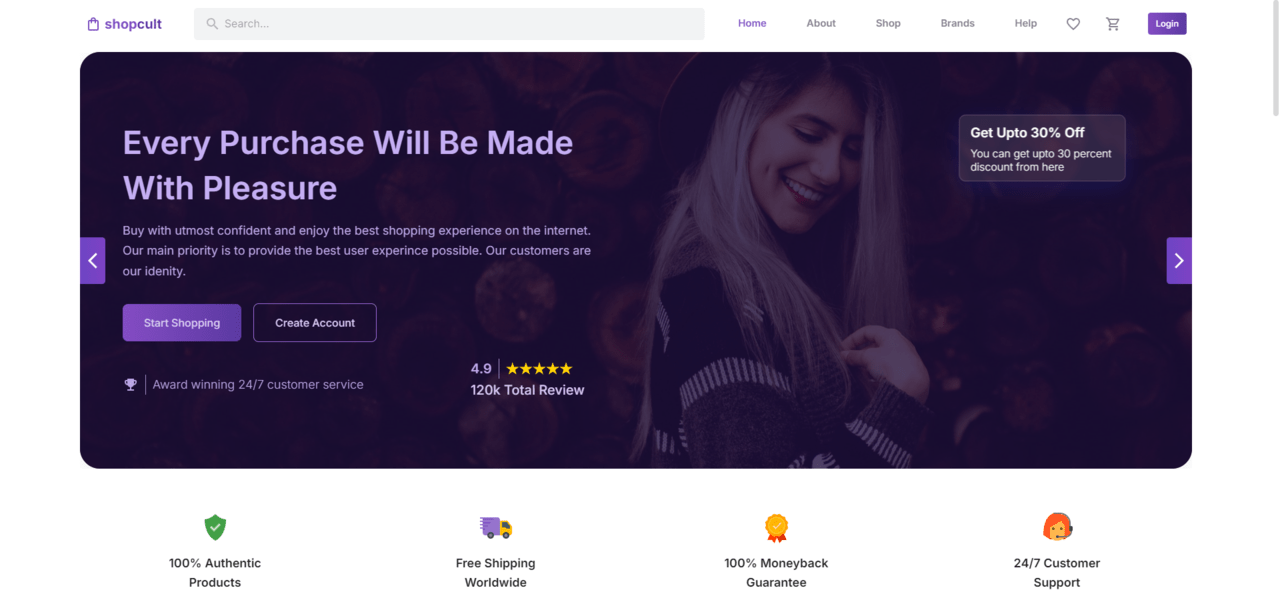 shopcult
Search...
Home
About
Shop
Brands
Help
Login
Every Purchase Will Be Made
With Pleasure
Buy with utmost confident and enjoy the best shopping experience on the internet.
Our main priority is to provide the best user experince possible. Our customers are
our idenity.
Start Shopping
Create Account
Award winning 24/7 customer service
4.9
120k Total Review
Get Upto 30% Off
You can get upto 30 percent
discount from here
100% Authentic
Products
Free Shipping
Worldwide
100% Moneyback
Guarantee
24/7 Customer
Support